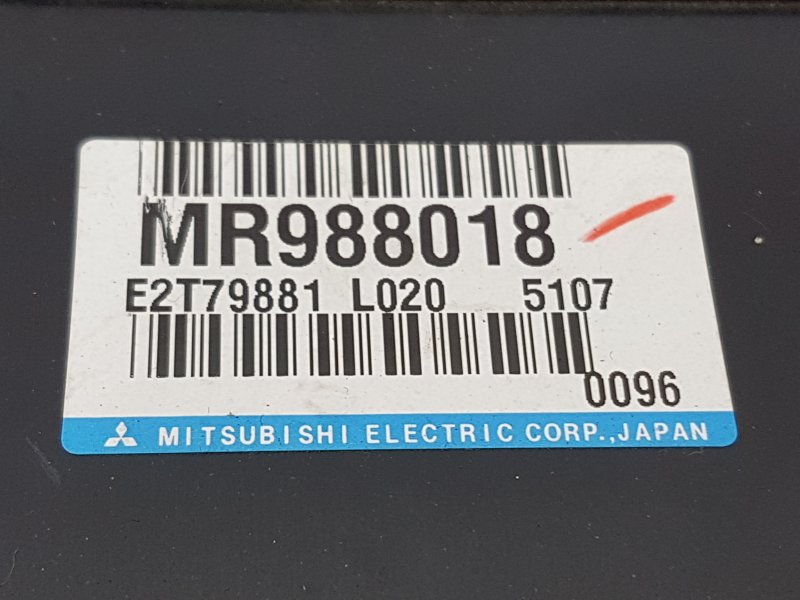 MR988018
E2T79881 L020 5107
0096
MITSUBISHI ELECTRIC CORP.,JAPAN